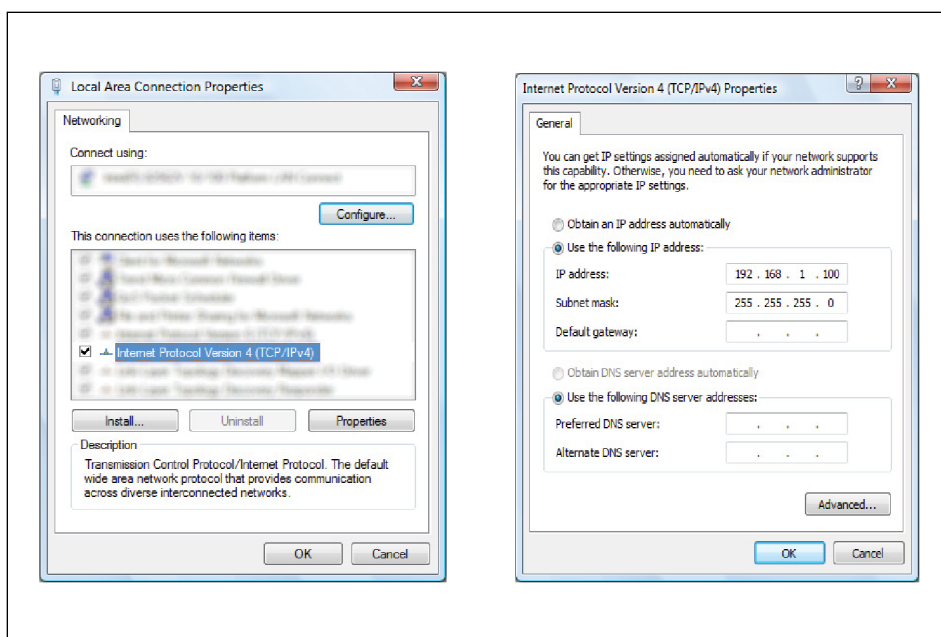 Local Area Connection Properties
Networking
Connect using:
Configure...
This connection uses the following items:
Internet Protocol Version 4 (TCP/IPv4)
Install...
Uninstall
Properties
Description
Transmission Control Protocol/Internet Protocol. The default
wide area network protocol that provides communication
across diverse interconnected networks.
OK
Cancel
Internet Protocol Version 4 (TCP/IPv4) Properties
General
You can get IP settings assigned automatically if your network supports
this capability. Otherwise, you need to ask your network administrator
for the appropriate IP settings.
Obtain an IP address automatically
Use the following IP address:
IP address: 192 . 168 . 1 . 100
Subnet mask: 255 . 255 . 255 . 0
Default gateway: . . .
Obtain DNS server address automatically
Use the following DNS server addresses:
Preferred DNS server: . . .
Alternate DNS server: . . .
Advanced...
OK
Cancel